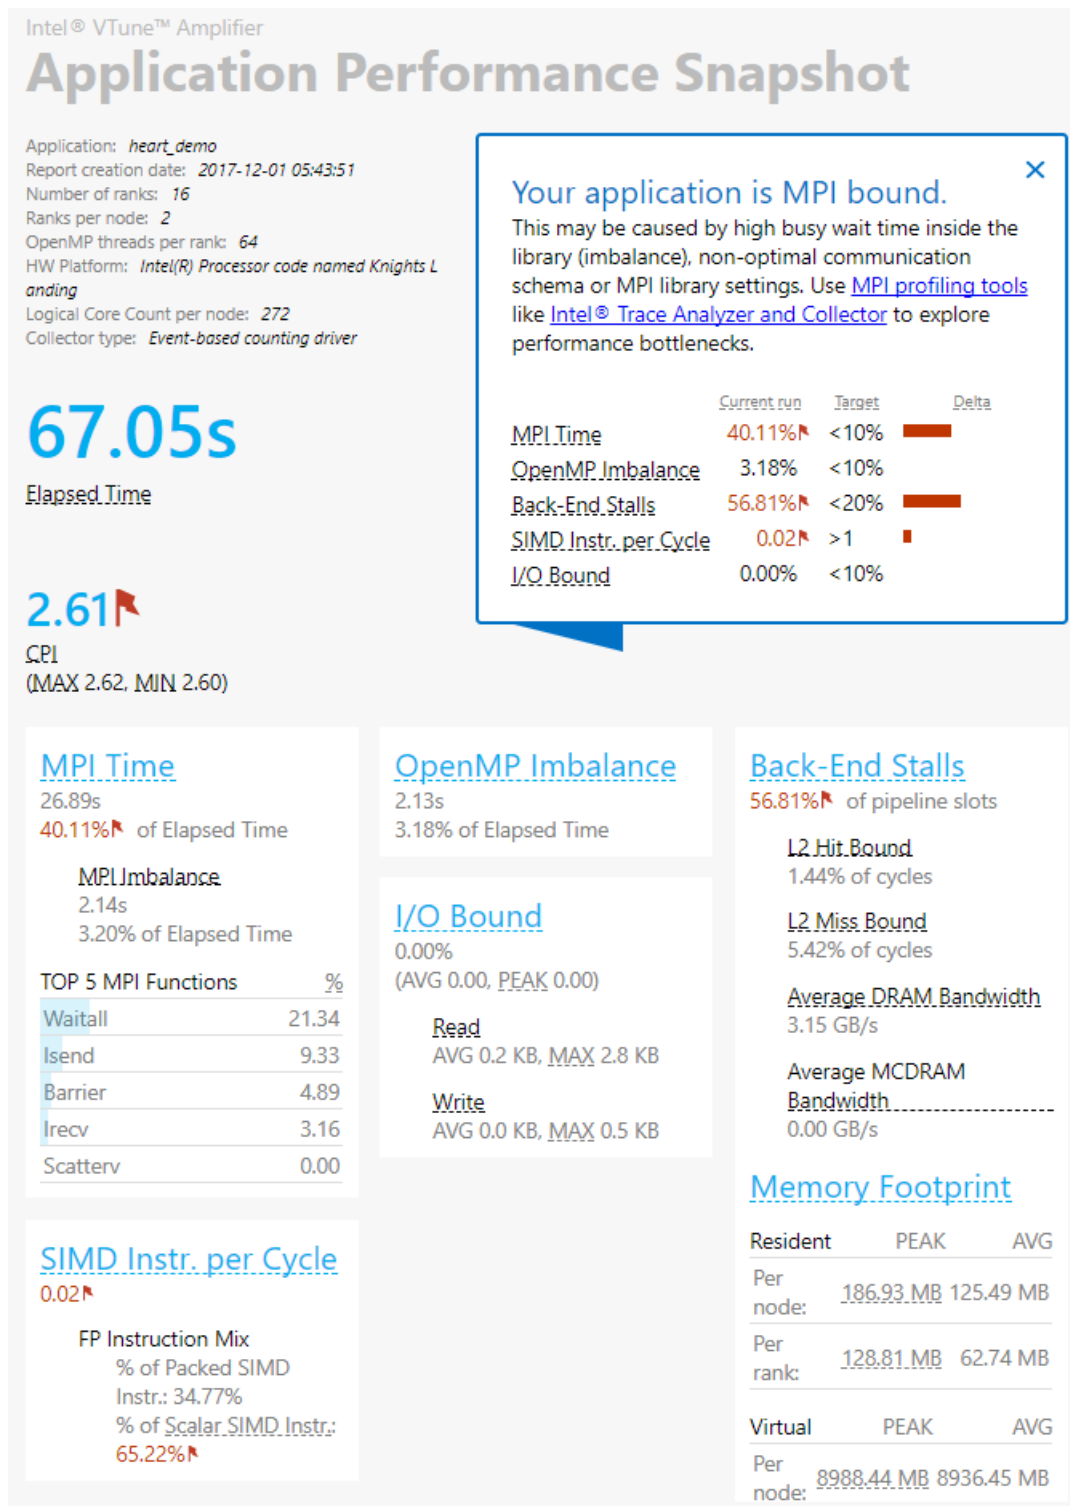 Intel® VTune™ Amplifier
Application Performance Snapshot
Application: heart_demo
Report creation date: 2017-12-01 05:43:51
Number of ranks: 16
Ranks per node: 2
OpenMP threads per rank: 64
HW Platform: Intel(R) Processor code named Knights L
anding
Logical Core Count per node: 272
Collector type: Event-based counting driver
67.05s
Elapsed Time
2.61
CPI
(MAX 2.62, MIN 2.60)
Your application is MPI bound.
This may be caused by high busy wait time inside the
library (imbalance), non-optimal communication
schema or MPI library settings. Use MPI profiling tools
like Intel® Trace Analyzer and Collector to explore
performance bottlenecks.
Current run Target Delta
MPI Time 40.11% <10%
OpenMP Imbalance 3.18% <10%
Back-End Stalls 56.81% <20%
SIMD Instr. per Cycle 0.02 >1
I/O Bound 0.00% <10%
MPI Time
26.89s
40.11% of Elapsed Time
MPI Imbalance
2.14s
3.20% of Elapsed Time
TOP 5 MPI Functions %
Waitall 21.34
Isend 9.33
Barrier 4.89
Irecv 3.16
Scatterv 0.00
SIMD Instr. per Cycle
0.02
FP Instruction Mix
% of Packed SIMD
Instr.: 34.77%
% of Scalar SIMD Instr.:
65.22%
OpenMP Imbalance
2.13s
3.18% of Elapsed Time
I/O Bound
0.00%
(AVG 0.00, PEAK 0.00)
Read
AVG 0.2 KB, MAX 2.8 KB
Write
AVG 0.0 KB, MAX 0.5 KB
Back-End Stalls
56.81% of pipeline slots
L2 Hit Bound
1.44% of cycles
L2 Miss Bound
5.42% of cycles
Average DRAM Bandwidth
3.15 GB/s
Average MCDRAM
Bandwidth
0.00 GB/s
Memory Footprint
Resident PEAK AVG
Per
node: 186.93 MB 125.49 MB
Per
rank: 128.81 MB 62.74 MB
Virtual PEAK AVG
Per
node: 8988.44 MB 8936.45 MB